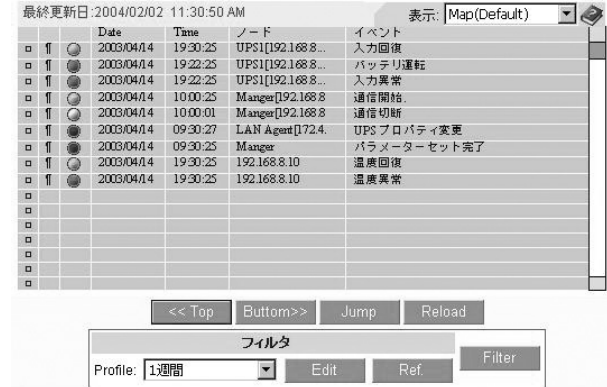 最終更新日:2004/02/02 11:30:50 AM 表示: Map(Default)
Date Time ノード イベント
¶ 2003/04/14 19:30:25 UPS1[192.168.8... 入力回復
¶ 2003/04/14 19:22:25 UPS1[192.168.8... バッテリ運転
¶ 2003/04/14 19:22:25 UPS1[192.168.8... 入力異常
¶ 2003/04/14 10:00:25 Manger[192.168.8 通信開始.
¶ 2003/04/14 10:00:01 Manger[192.168.8 通信切断
¶ 2003/04/14 09:30:27 LAN Agent[172.4. UPSプロパティ変更
¶ 2003/04/14 09:30:25 Manger パラメーターセット完了
¶ 2003/04/14 19:30:25 192.168.8.10 温度回復
¶ 2003/04/14 19:30:25 192.168.8.10 温度異常
<< Top Buttom>> Jump Reload
フィルタ
Profile: 1週間 Edit Ref. Filter